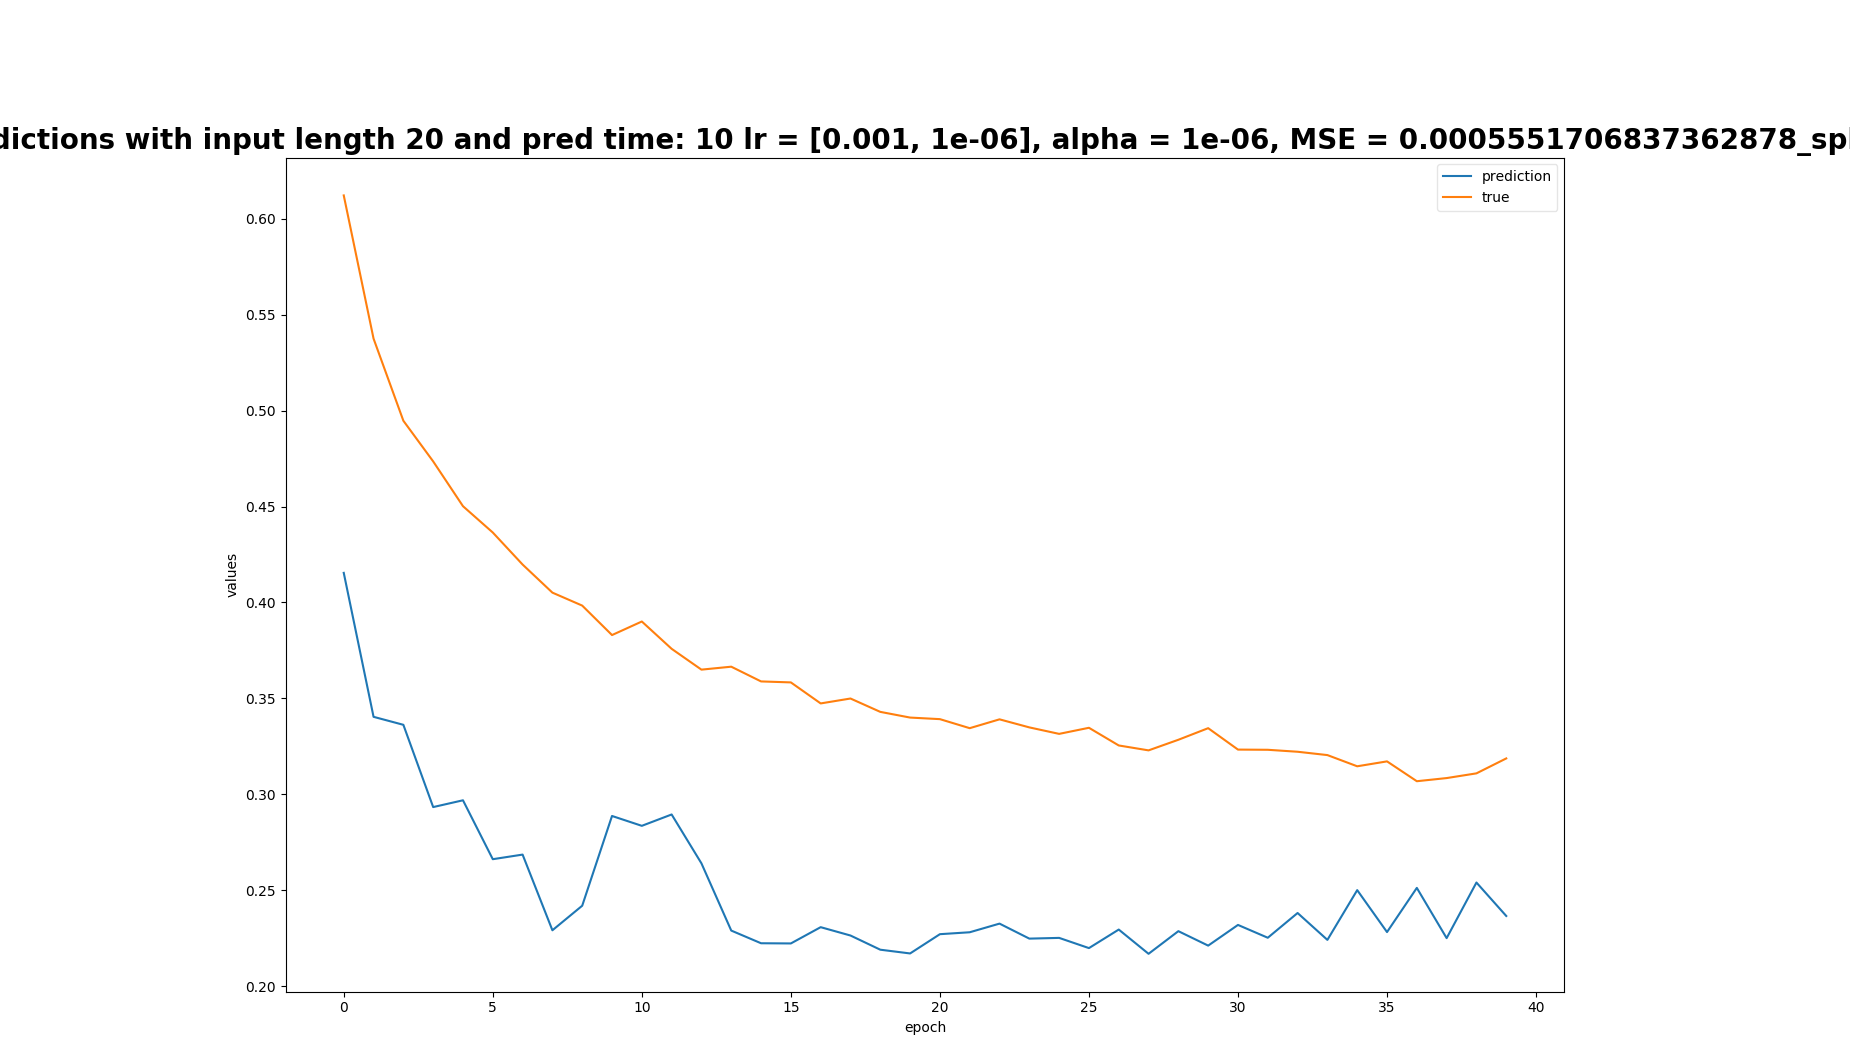 dictions with input length 20 and pred time: 10 lr = [0.001, 1e-06], alpha = 1e-06, MSE = 0.0005551706837362878_spl
prediction
true
0.60
0.55
0.50
0.45
0.40
0.35
0.30
0.25
0.20
values
0 5 10 15 20 25 30 35 40
epoch